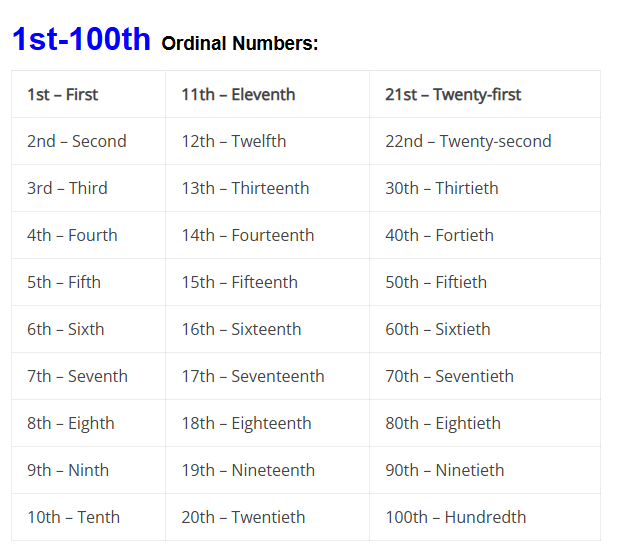 1st-100th Ordinal Numbers:
1st – First 11th – Eleventh 21st – Twenty-first
2nd – Second 12th – Twelfth 22nd – Twenty-second
3rd – Third 13th – Thirteenth 30th – Thirtieth
4th – Fourth 14th – Fourteenth 40th – Fortieth
5th – Fifth 15th – Fifteenth 50th – Fiftieth
6th – Sixth 16th – Sixteenth 60th – Sixtieth
7th – Seventh 17th – Seventeenth 70th – Seventieth
8th – Eighth 18th – Eighteenth 80th – Eightieth
9th – Ninth 19th – Nineteenth 90th – Ninetieth
10th – Tenth 20th – Twentieth 100th – Hundredth